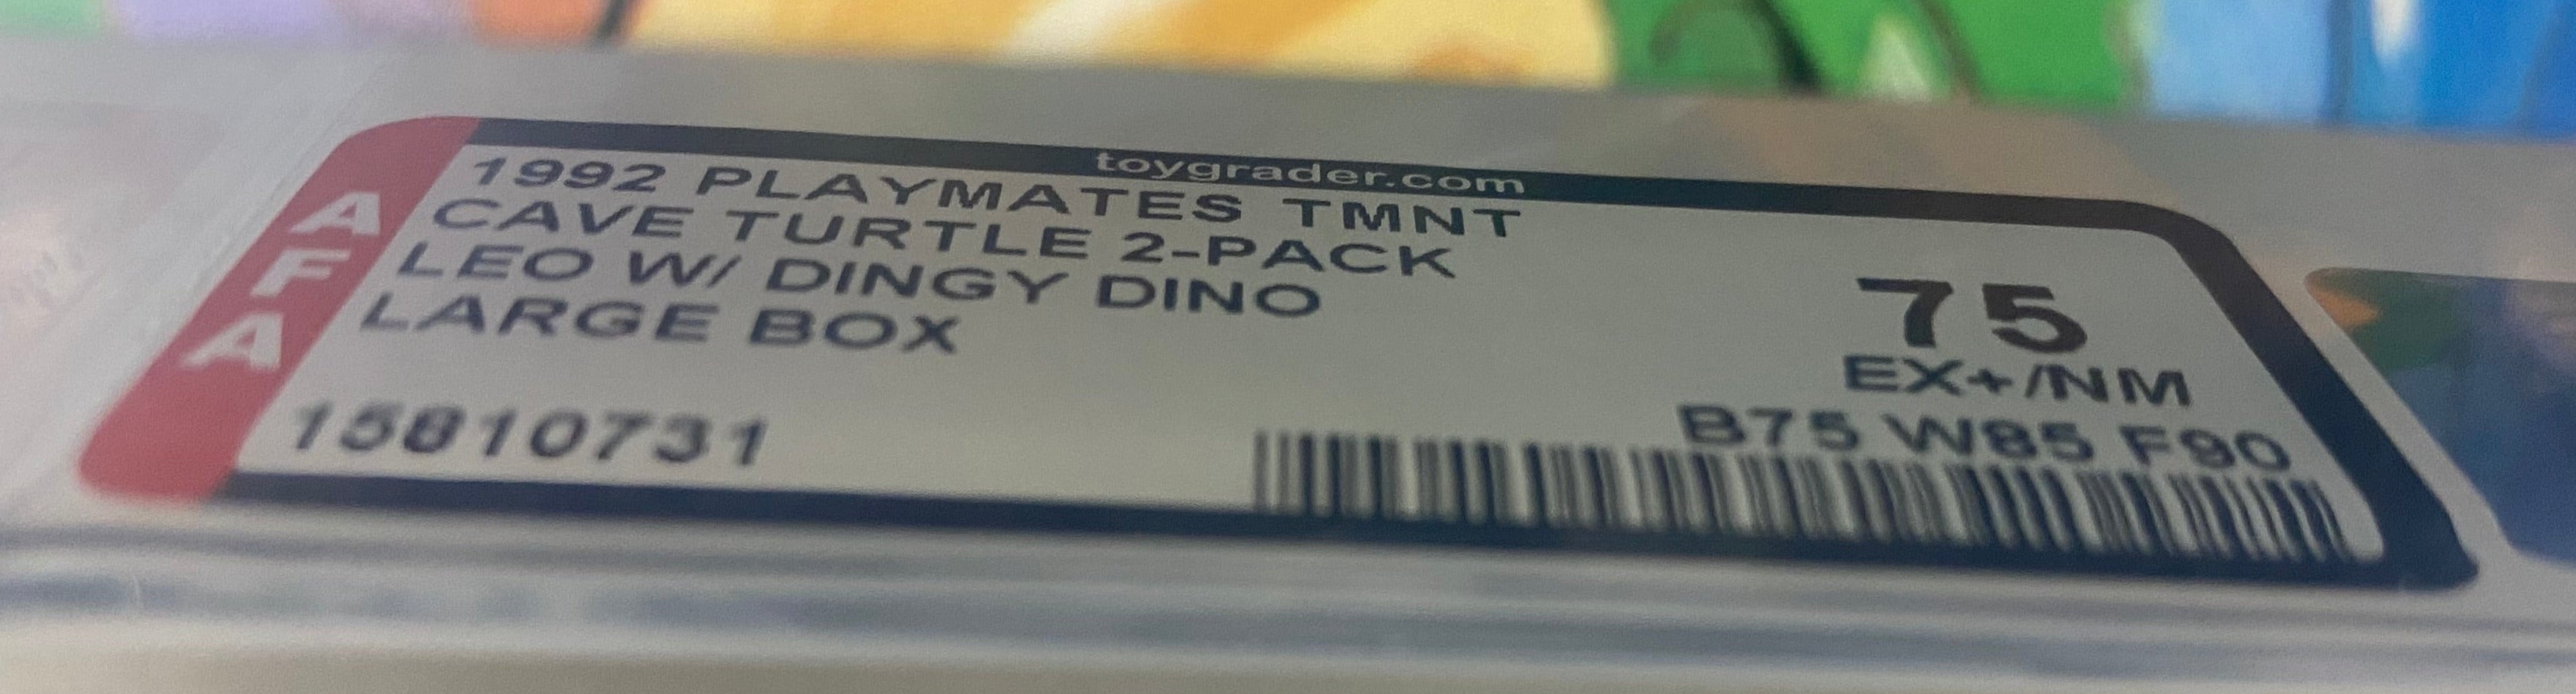 toygrader.com
AFA
1992 PLAYMATES TMNT
CAVE TURTLE 2-PACK
LEO W/ DINGY DINO
LARGE BOX
75
EX+/NM
B75 W85 F90
15810731